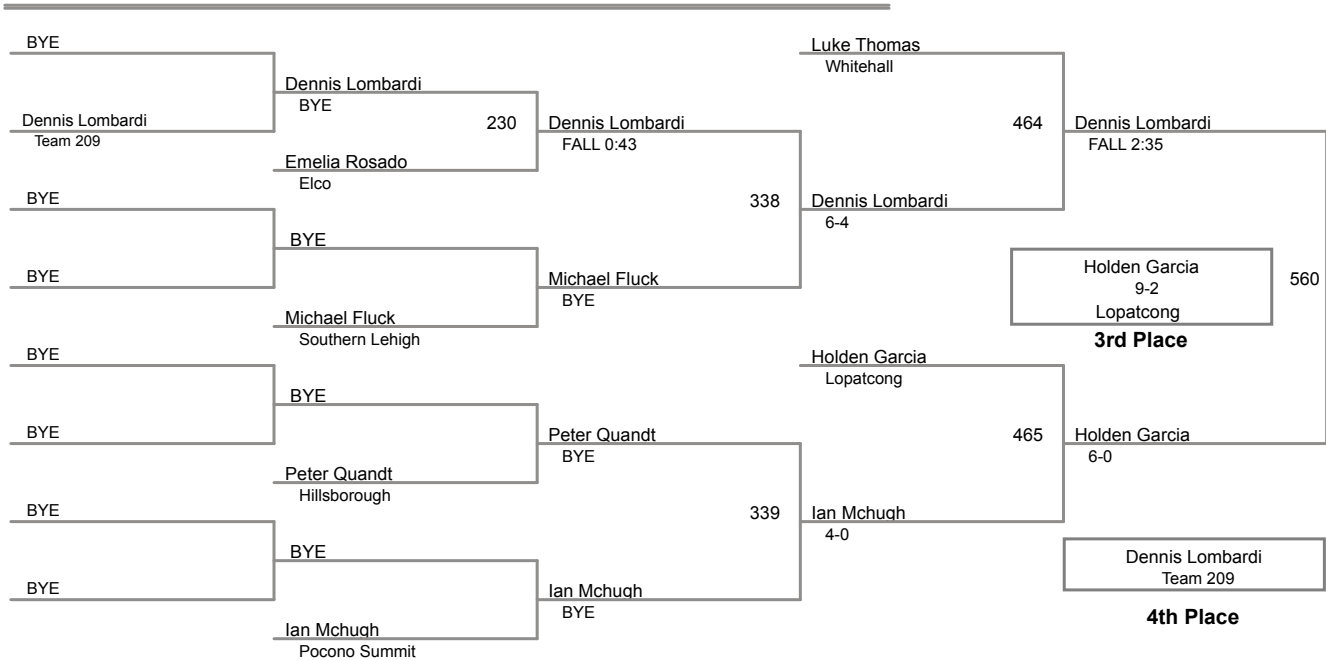 BYE
Dennis Lombardi
Team 209
BYE
BYE
BYE
BYE
BYE
BYE
Dennis Lombardi
BYE
230
Emelia Rosado
Elco
BYE
Michael Fluck
Southern Lehigh
BYE
Peter Quandt
Hillsborough
BYE
Ian Mchugh
Pocono Summit
Dennis Lombardi
FALL 0:43
338
Michael Fluck
BYE
Peter Quandt
BYE
339
Ian Mchugh
BYE
Luke Thomas
Whitehall
464
Dennis Lombardi
6-4
Holden Garcia
Lopatcong
465
Ian Mchugh
4-0
Dennis Lombardi
FALL 2:35
Holden Garcia
9-2
Lopatcong
560
3rd Place
Holden Garcia
6-0
Dennis Lombardi
Team 209
4th Place